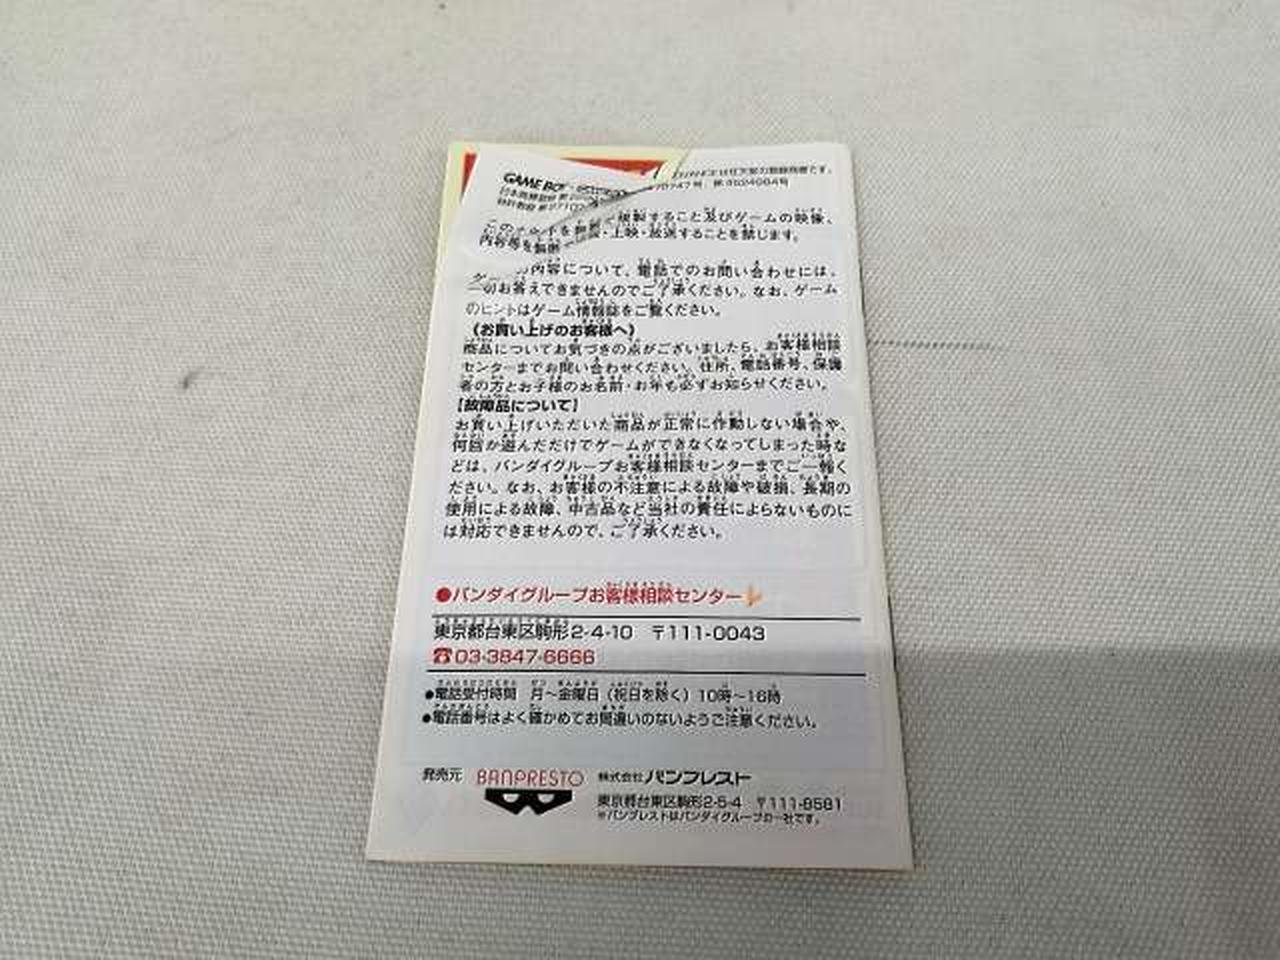 GAME BOY
ADVANCEは任天堂の登録商標です。
このソフトを無断で複製すること及びゲームの映像、
内容等を無断で・上映・放送することを禁じます。
の内容について、電話でのお問い合わせには、
一切お答えできませんのでご了承ください。なお、ゲーム
のヒントはゲーム情報誌をご覧ください。
《お買い上げのお客様へ》
商品についてお気づきの点がございましたら、お客様相談
センターまでお問い合わせください。住所、電話番号、保護
者の方とお子様のお名前・お年も必ずお知らせください。
【故障品について】
お買い上げいただいた商品が正常に作動しない場合や、
何回か遊んだだけでゲームができなくなってしまった時な
どは、バンダイグループお客様相談センターまでご一報く
ださい。なお、お客様の不注意による故障や破損、長期の
使用による故障、中古品など当社の責任によらないものに
は対応できませんので、ご了承ください。
●バンダイグループお客様相談センター
東京都台東区駒形2-4-10 〒111-0043
☎03-3847-6666
●電話受付時間 月〜金曜日（祝日を除く）10時〜16時
●電話番号はよく確かめてお間違いのないようご注意ください。
発売元 BANPRESTO 株式会社バンプレスト
東京都台東区駒形2-5-4 〒111-8581
※バンプレストはバンダイグループの一社です。